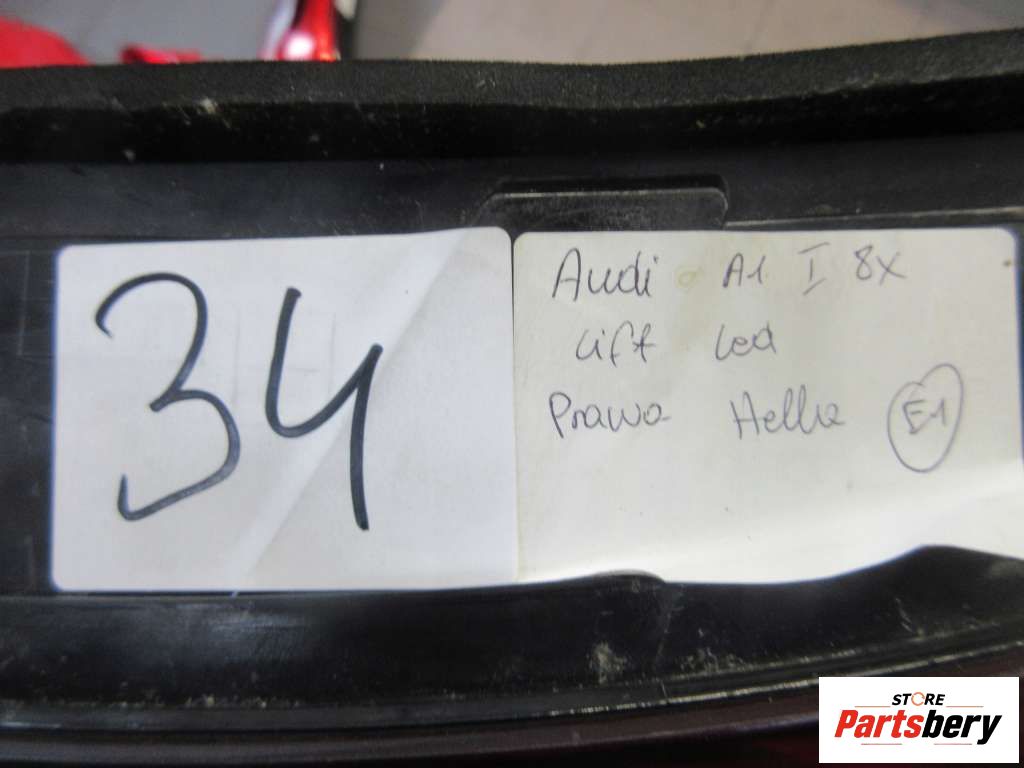 34
Audi A1 I 8X
Lift Led
Prawa Hella E1
STORE
Partsbery